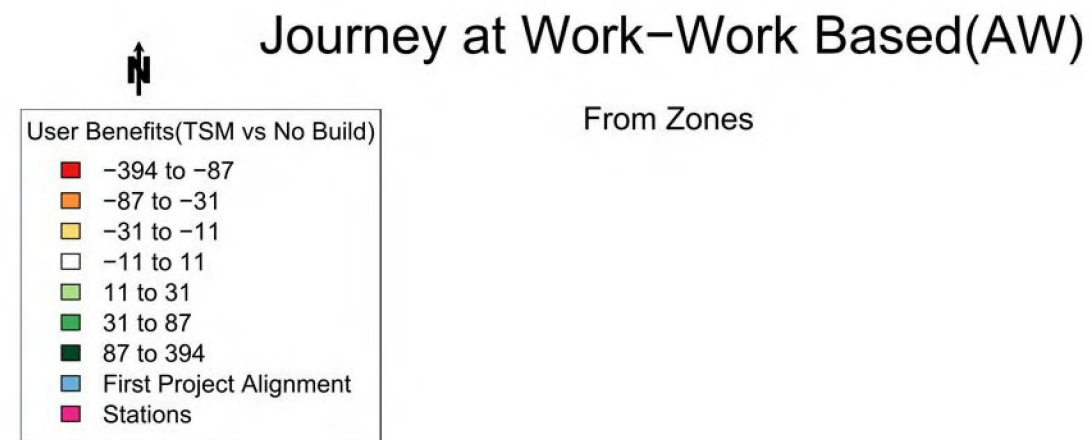 Journey at Work−Work Based(AW)
N
From Zones
User Benefits(TSM vs No Build)
−394 to −87
−87 to −31
−31 to −11
−11 to 11
11 to 31
31 to 87
87 to 394
First Project Alignment
Stations